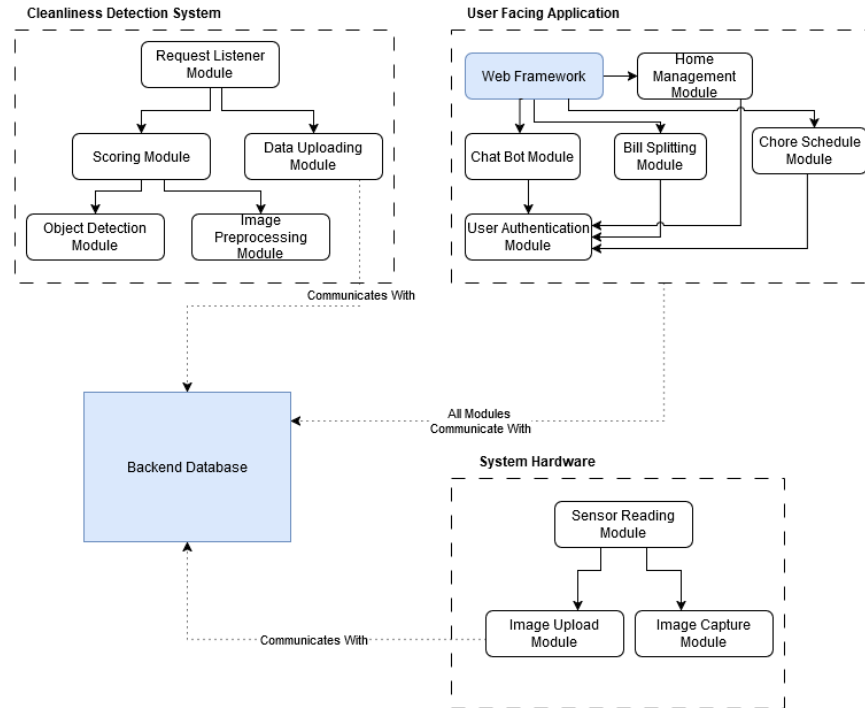 Cleanliness Detection System
Request Listener
Module
Scoring Module
Data Uploading
Module
Object Detection
Module
Image
Preprocessing
Module
User Facing Application
Web Framework
Home
Management
Module
Chat Bot Module
Bill Splitting
Module
Chore Schedule
Module
User Authentication
Module
Communicates With
All Modules
Communicate With
Backend Database
System Hardware
Sensor Reading
Module
Image Upload
Module
Image Capture
Module
Communicates With